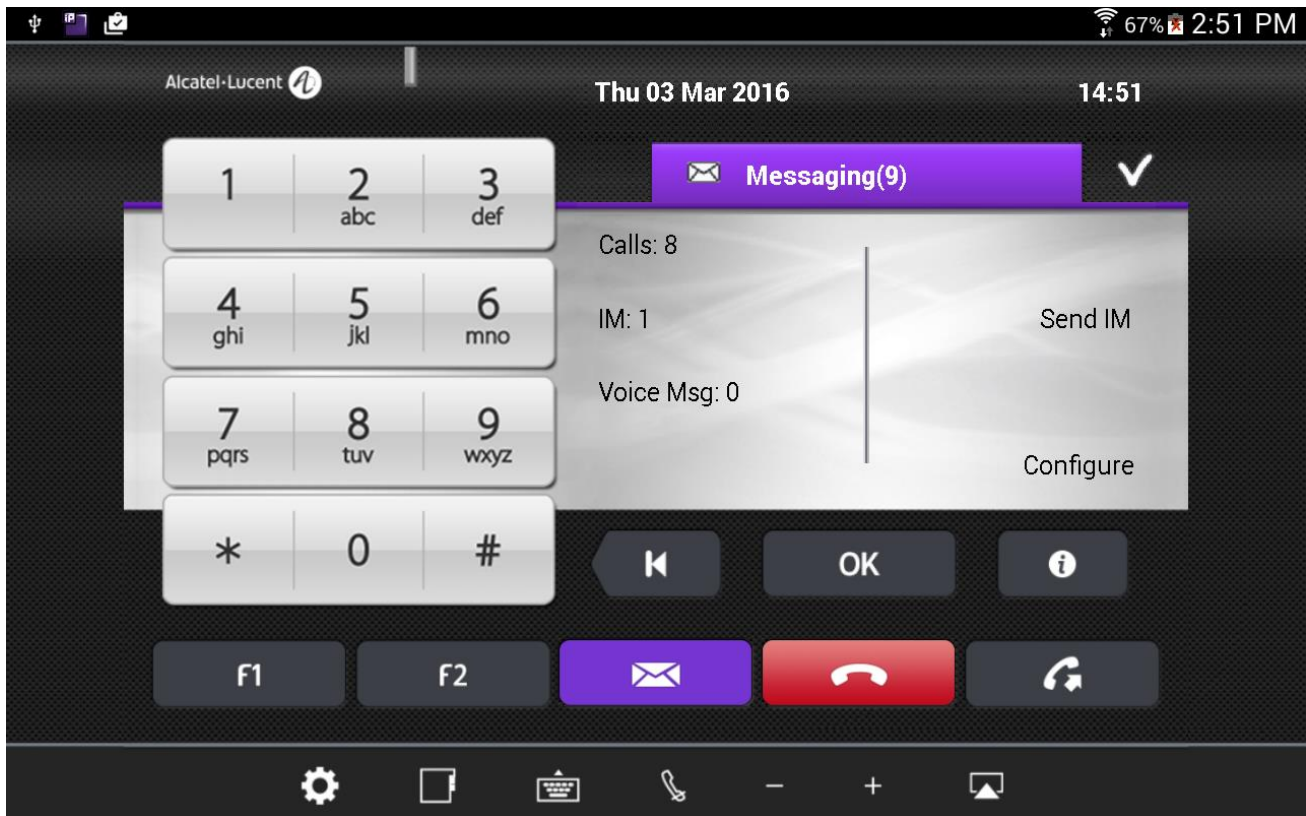 67% 2:51 PM
Alcatel·Lucent
Thu 03 Mar 2016 14:51
Messaging(9)
1 2 3
abc def
4 5 6
ghi jkl mno
7 8 9
pqrs tuv wxyz
* 0 #
Calls: 8
IM: 1
Voice Msg: 0
Send IM
Configure
OK
F1 F2